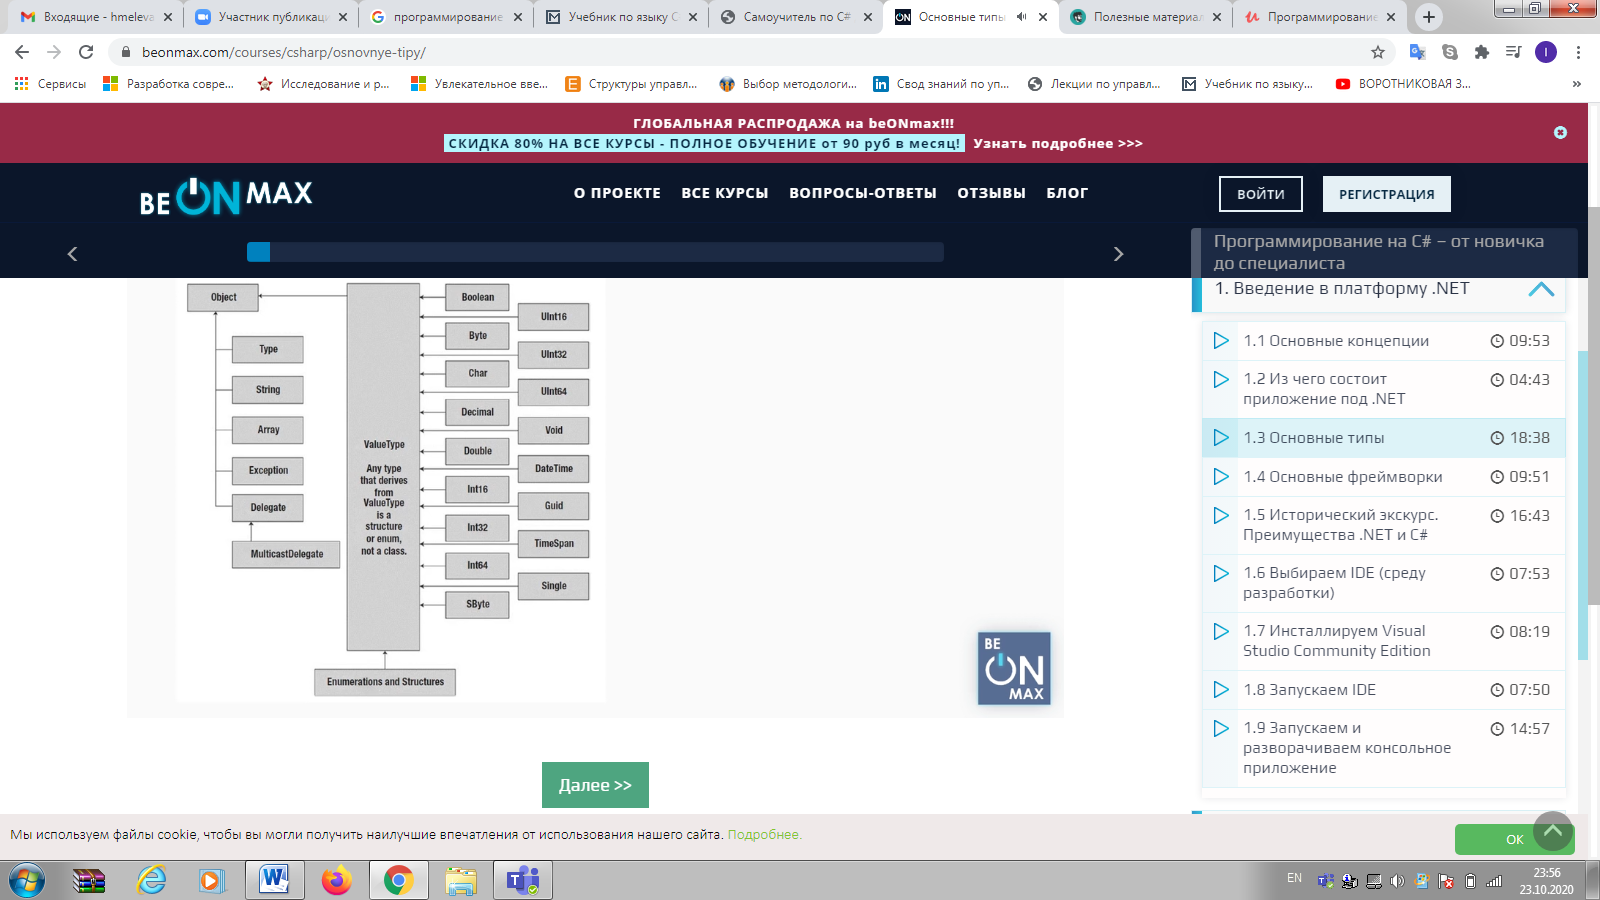 Входящие - hmeleva
Участник публикаци
программирование
Учебник по языку C
Самоучитель по C#
Основные типы
Полезные материал
Программирование
beonmax.com/courses/csharp/osnovnye-tipy/
I
Сервисы
Разработка совре...
Исследование и р...
Увлекательное вве...
Структуры управл...
Выбор методологи...
Свод знаний по уп...
Лекции по управл...
Учебник по языку...
ВОРОТНИКОВАЯ З...
»
ГЛОБАЛЬНАЯ РАСПРОДАЖА на beONmax!!!
СКИДКА 80% НА ВСЕ КУРСЫ - ПОЛНОЕ ОБУЧЕНИЕ от 90 руб в месяц! Узнать подробнее >>>
BE ON MAX
О ПРОЕКТЕ
ВСЕ КУРСЫ
ВОПРОСЫ-ОТВЕТЫ
ОТЗЫВЫ
БЛОГ
ВОЙТИ
РЕГИСТРАЦИЯ
Программирование на C# – от новичка
до специалиста
Object
Type
String
Array
Exception
Delegate
MulticastDelegate
ValueType
Any type
that derives
from
ValueType
is a
structure
or enum,
not a class.
Boolean
Byte
Char
Decimal
Double
Int16
Int32
Int64
SByte
UInt16
UInt32
UInt64
Void
DateTime
Guid
TimeSpan
Single
Enumerations and Structures
BE
ON
MAX
1. Введение в платформу .NET
1.1 Основные концепции 09:53
1.2 Из чего состоит 04:43
приложение под .NET
1.3 Основные типы 18:38
1.4 Основные фреймворки 09:51
1.5 Исторический экскурс. 16:43
Преимущества .NET и C#
1.6 Выбираем IDE (среду 07:53
разработки)
1.7 Инсталлируем Visual 08:19
Studio Community Edition
1.8 Запускаем IDE 07:50
1.9 Запускаем и 14:57
разворачиваем консольное
приложение
Далее >>
Мы используем файлы cookie, чтобы вы могли получить наилучшие впечатления от использования нашего сайта. Подробнее.
ОК
EN
23:56
23.10.2020